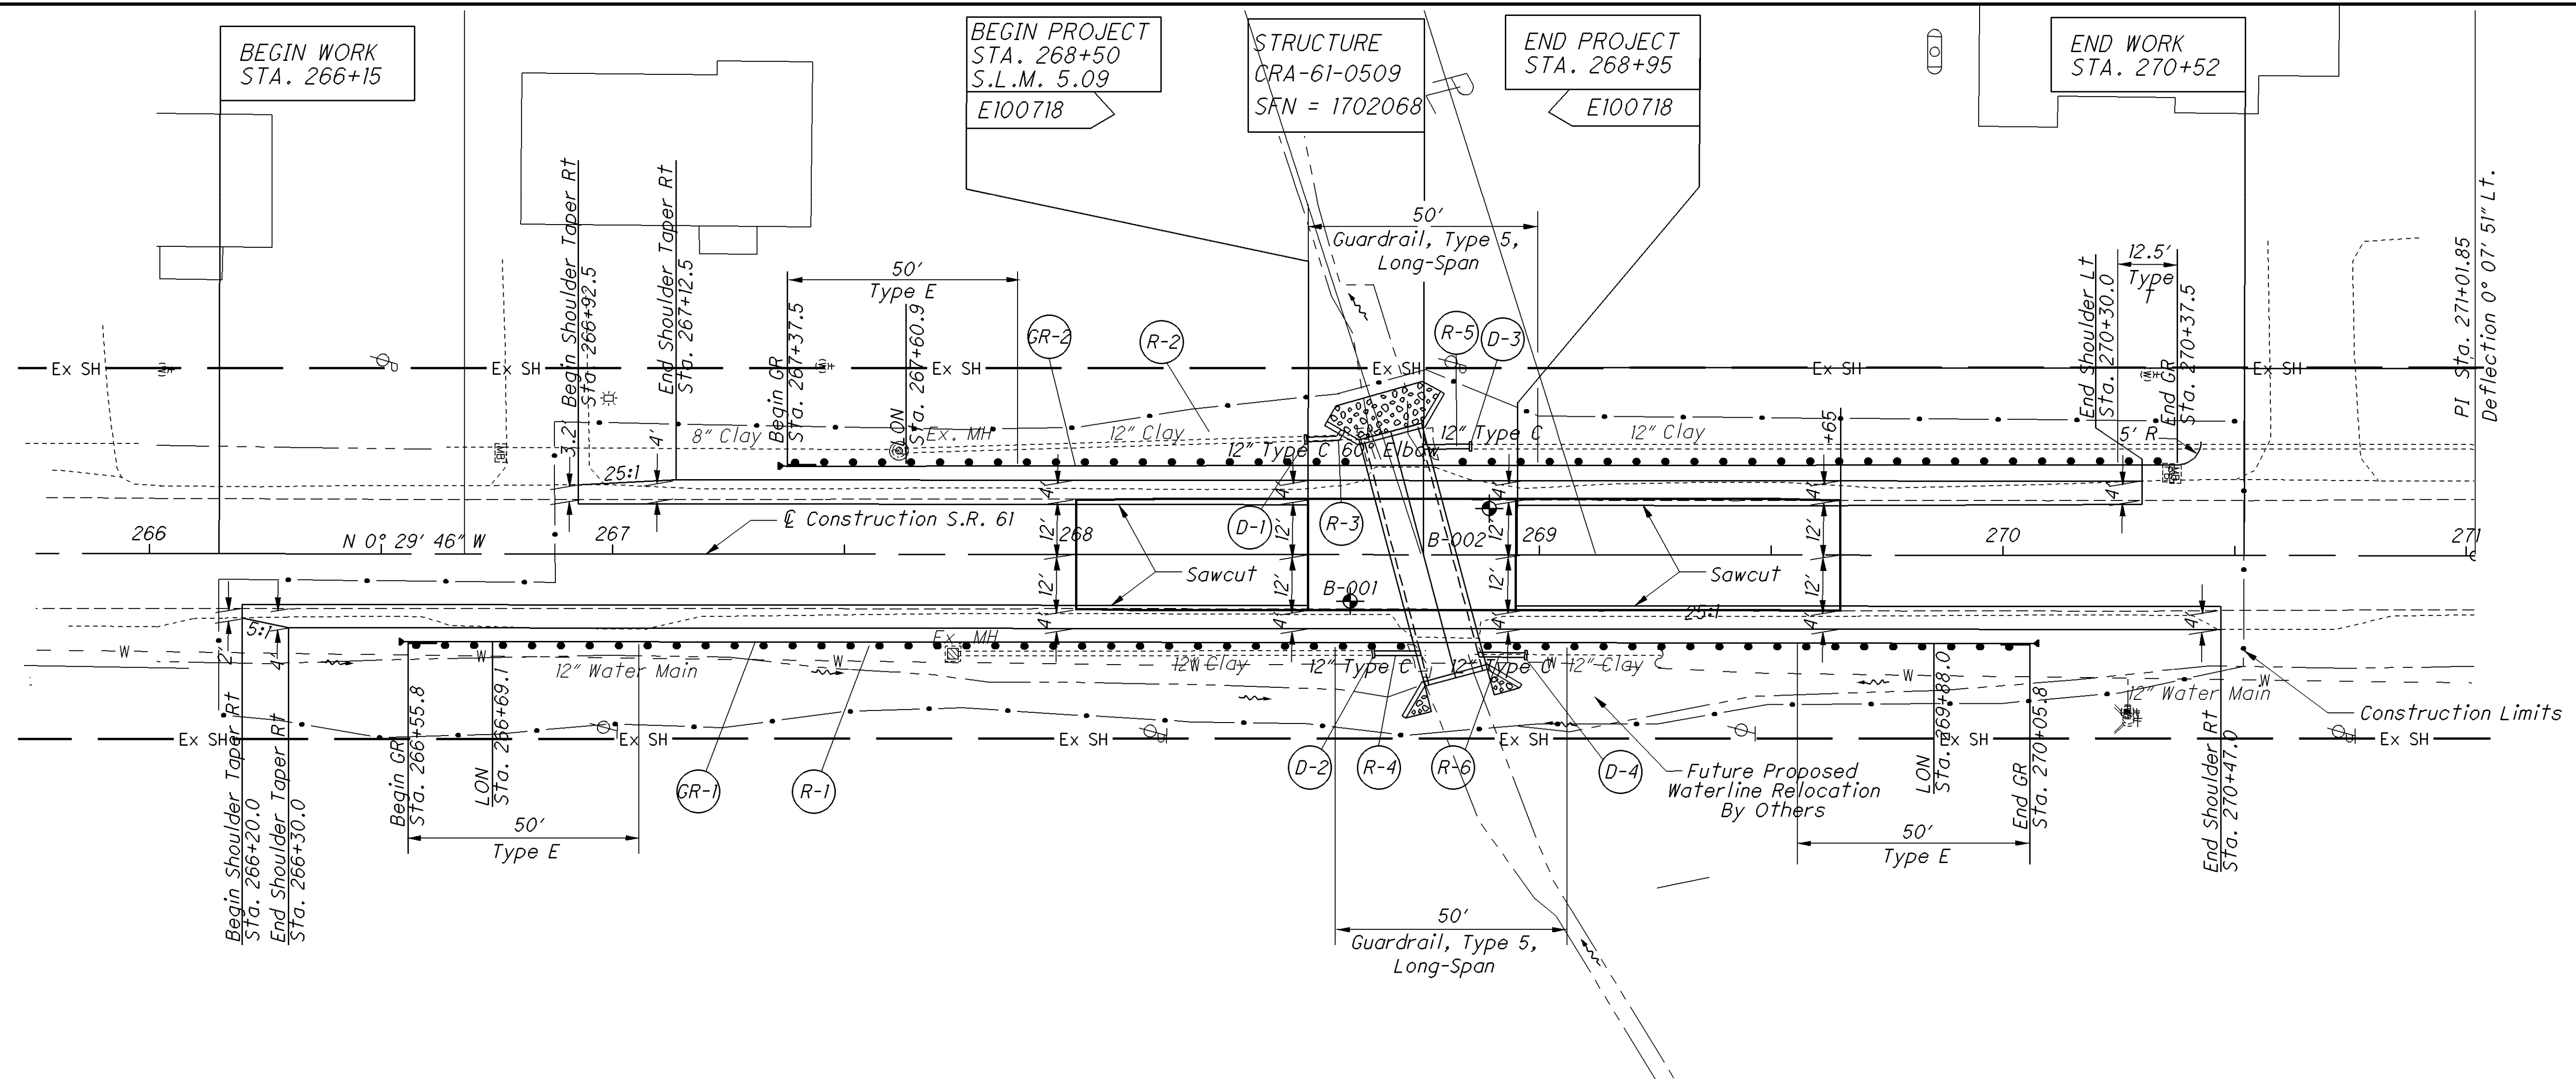 BEGIN WORK
STA. 266+15
BEGIN PROJECT
STA. 268+50
S.L.M. 5.09
E100718
STRUCTURE
CRA-61-0509
SFN = 1702068
END PROJECT
STA. 268+95
E100718
END WORK
STA. 270+52
Begin Shoulder Taper Rt
Sta. 266+92.5
End Shoulder Taper Rt
Sta. 267+12.5
50'
Type E
Begin GR
Sta. 267+37.5
LON
Sta. 267+60.9
50'
Guardrail, Type 5,
Long-Span
GR-2
R-2
R-5
D-3
End Shoulder Lt
Sta. 270+30.0
12.5'
Type
T
End GR
Sta. 270+37.5
PI Sta. 271+01.85
Deflection 0° 07' 51" Lt.
Ex SH
Ex SH
Ex SH
Ex SH
Ex SH
Ex SH
3.2'
4'
25:1
8" Clay
Ex. MH
12" Clay
12" Type C 60° Elbow
12" Type C
12" Clay
+65
5' R
MB
4'
4'
4'
4'
4'
D-1
R-3
266
N 0° 29' 46" W
267
℄ Construction S.R. 61
268
12'
12'
12'
12'
B-002
269
270
271
Sawcut
Sawcut
12'
12'
12'
12'
B-001
25:1
5:1
2'
4'
4'
4'
4'
4'
4'
W
W
W
W
W
W
W
12" Water Main
Ex. MH
12" Clay
12" Type C
12" Type C
12" Clay
12" Water Main
Construction Limits
Ex SH
Ex SH
Ex SH
Ex SH
Ex SH
Begin Shoulder Taper Rt
Sta. 266+20.0
End Shoulder Taper Rt
Sta. 266+30.0
Begin GR
Sta. 266+55.8
LON
Sta. 266+69.1
50'
Type E
GR-1
R-1
D-2
R-4
R-6
D-4
Future Proposed
Waterline Relocation
By Others
LON
Sta. 269+88.0
End GR
Sta. 270+05.8
50'
Type E
End Shoulder Rt
Sta. 270+47.0
50'
Guardrail, Type 5,
Long-Span